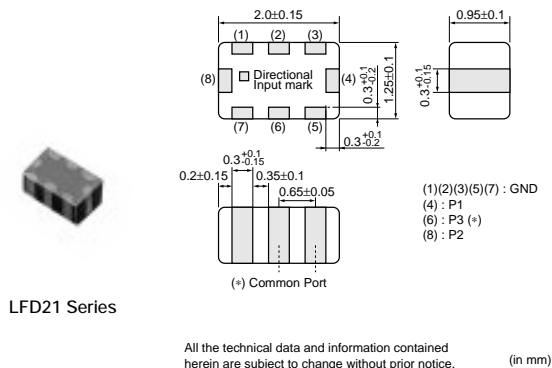 2.0±0.15
0.95±0.1
(1) (2) (3)
(8)
Directional
Input mark
(4)
0.3+0.1-0.2
1.25±0.1
0.3+0.1-0.15
(7) (6) (5)
0.3+0.1-0.2
0.3+0.1-0.15
0.2±0.15
0.35±0.1
0.65±0.05
(1)(2)(3)(5)(7) : GND
(4) : P1
(6) : P3 (*)
(8) : P2
(*) Common Port
LFD21 Series
All the technical data and information contained
herein are subject to change without prior notice.
(in mm)